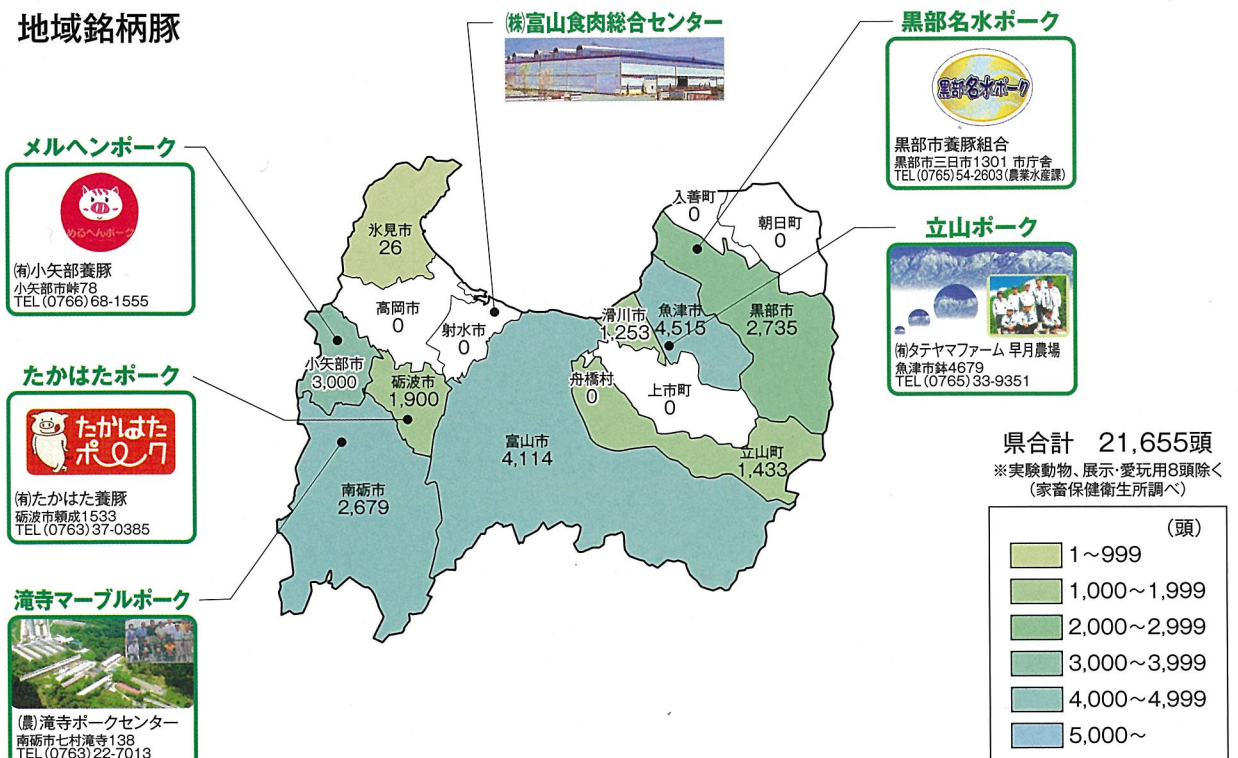 地域銘柄豚
(株)富山食肉総合センター
黒部名水ポーク
黒部名水ポーク
黒部市養豚組合
黒部市三日市1301 市庁舎
TEL(0765)54-2603(農業水産課)
メルヘンポーク
めるへんポーク
(有)小矢部養豚
小矢部市峠78
TEL(0766)68-1555
立山ポーク
(有)タテヤマファーム 早月農場
魚津市鉢4679
TEL(0765)33-9351
たかはたポーク
たかはた
ポーク
(有)たかはた養豚
砺波市頼成1533
TEL(0763)37-0385
滝寺マーブルポーク
(農)滝寺ポークセンター
南砺市七村滝寺138
TEL(0763)22-7013
氷見市
26
高岡市
0
射水市
0
小矢部市
3,000
砺波市
1,900
南砺市
2,679
富山市
4,114
舟橋村
0
滑川市
1,253
魚津市
4,515
上市町
0
立山町
1,433
黒部市
2,735
入善町
0
朝日町
0
県合計 21,655頭
※実験動物、展示・愛玩用8頭除く
(家畜保健衛生所調べ)
(頭)
1～999
1,000～1,999
2,000～2,999
3,000～3,999
4,000～4,999
5,000～